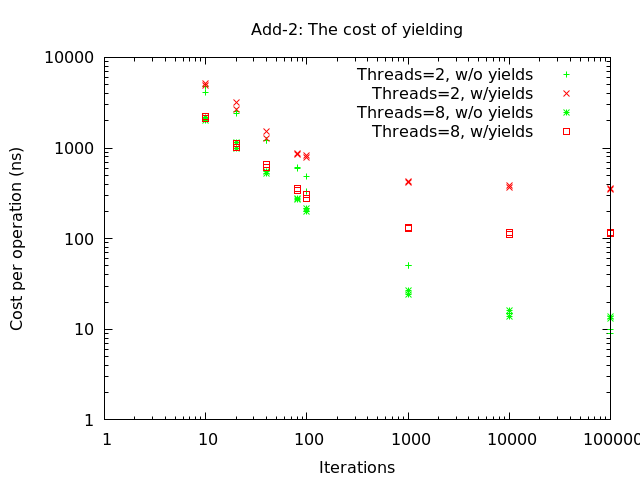 Add-2: The cost of yielding
10000
1000
100
10
1
Cost per operation (ns)
Threads=2, w/o yields
Threads=2, w/yields
Threads=8, w/o yields
Threads=8, w/yields
1 10 100 1000 10000 100000
Iterations